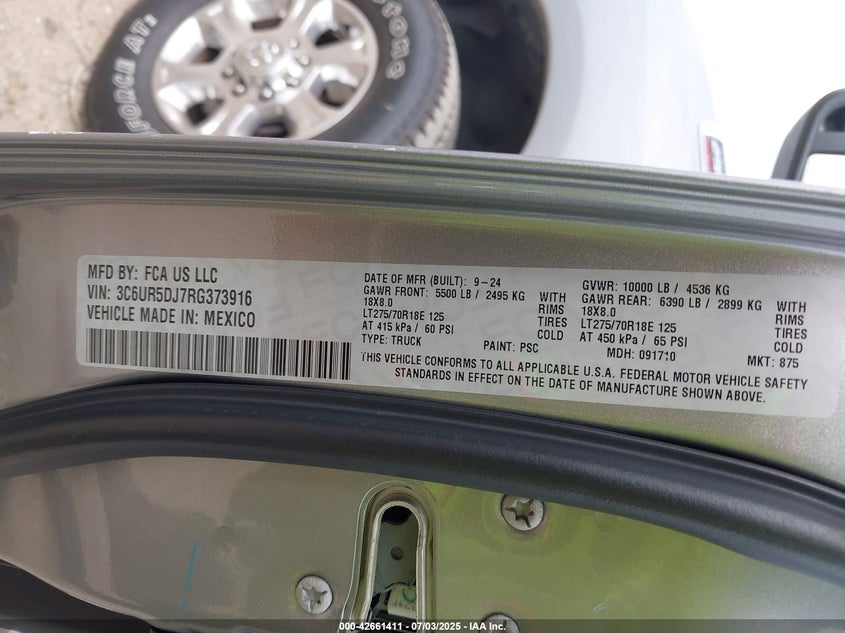 FORCE AT:
MFD BY: FCA US LLC
VIN: 3C6UR5DJ7RG373916
VEHICLE MADE IN: MEXICO
DATE OF MFR (BUILT): 9-24
GAWR FRONT: 5500 LB / 2495 KG WITH
18X8.0 RIMS
LT275/70R18E 125 TIRES
AT 415 kPa / 60 PSI COLD
TYPE: TRUCK PAINT: PSC
GVWR: 10000 LB / 4536 KG
GAWR REAR: 6390 LB / 2899 KG WITH
18X8.0 RIMS
LT275/70R18E 125 TIRES
AT 450 kPa / 65 PSI COLD
MDH: 091710 MKT: 875
THIS VEHICLE CONFORMS TO ALL APPLICABLE U.S.A. FEDERAL MOTOR VEHICLE SAFETY
STANDARDS IN EFFECT ON THE DATE OF MANUFACTURE SHOWN ABOVE.
000-42661411 - 07/03/2025 - IAA Inc.